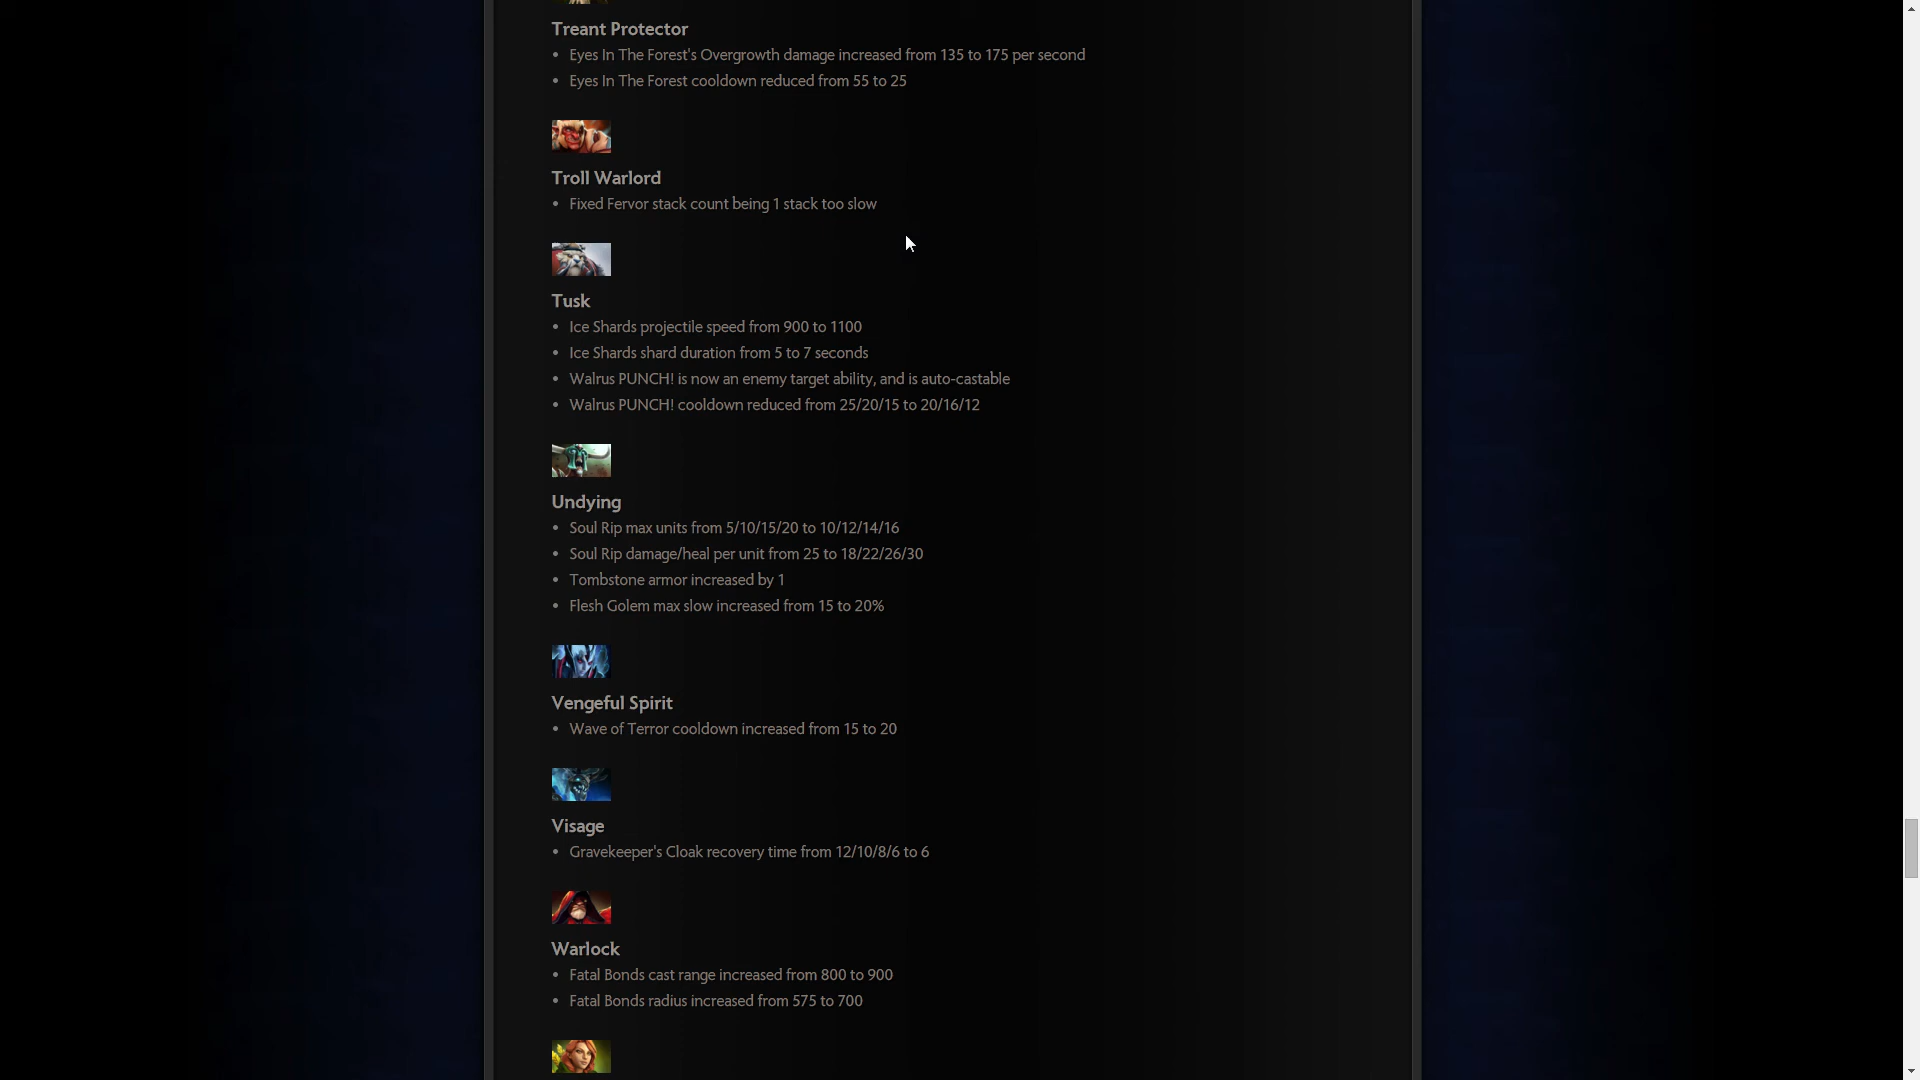 Treant Protector
• Eyes In The Forest's Overgrowth damage increased from 135 to 175 per second
• Eyes In The Forest cooldown reduced from 55 to 25
Troll Warlord
• Fixed Fervor stack count being 1 stack too slow
Tusk
• Ice Shards projectile speed from 900 to 1100
• Ice Shards shard duration from 5 to 7 seconds
• Walrus PUNCH! is now an enemy target ability, and is auto-castable
• Walrus PUNCH! cooldown reduced from 25/20/15 to 20/16/12
Undying
• Soul Rip max units from 5/10/15/20 to 10/12/14/16
• Soul Rip damage/heal per unit from 25 to 18/22/26/30
• Tombstone armor increased by 1
• Flesh Golem max slow increased from 15 to 20%
Vengeful Spirit
• Wave of Terror cooldown increased from 15 to 20
Visage
• Gravekeeper's Cloak recovery time from 12/10/8/6 to 6
Warlock
• Fatal Bonds cast range increased from 800 to 900
• Fatal Bonds radius increased from 575 to 700